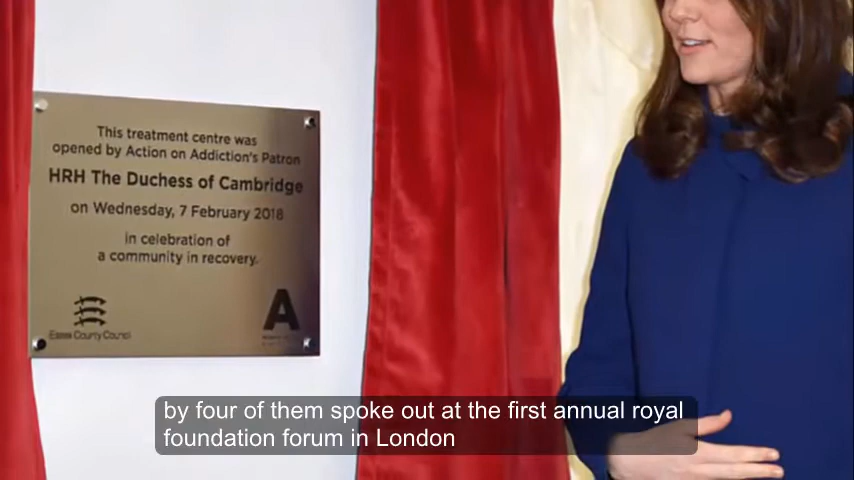 This treatment centre was
opened by Action on Addiction's Patron
HRH The Duchess of Cambridge
on Wednesday, 7 February 2018
in celebration of
a community in recovery.
Essex County Council
A
by four of them spoke out at the first annual royal
foundation forum in London